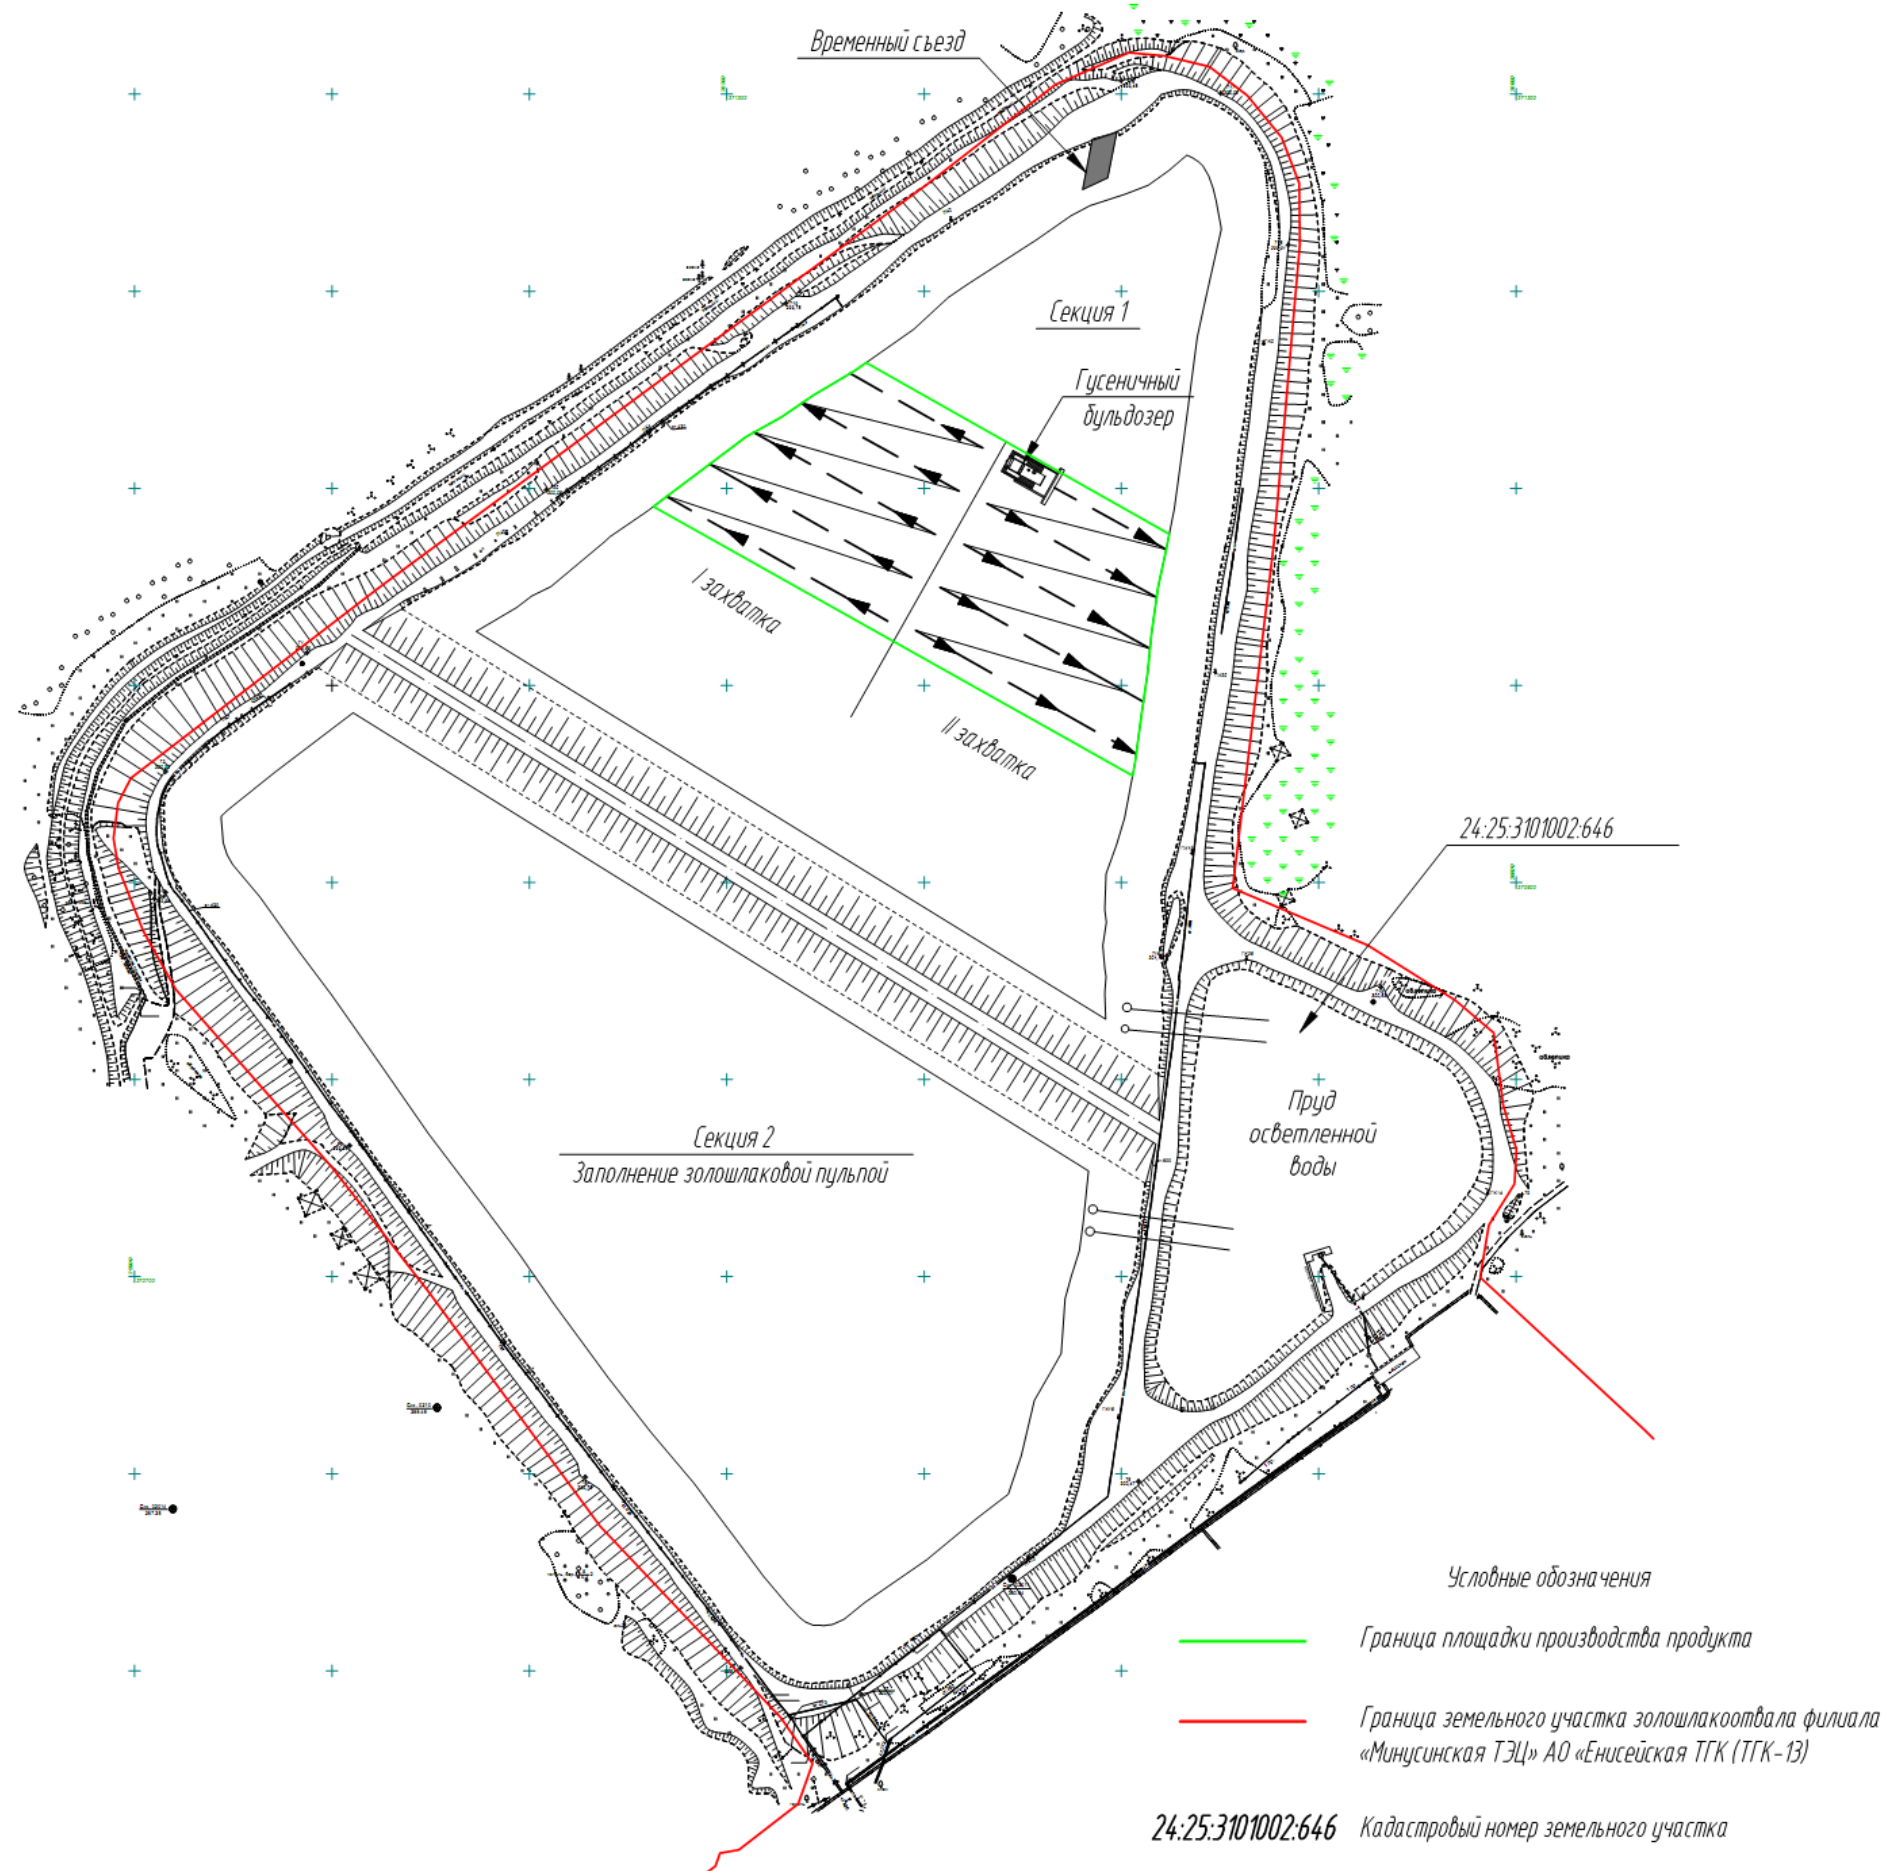 Временный съезд
Секция 1
Гусеничный
бульдозер
I захватка
II захватка
24:25:3101002:646
Пруд
осветленной
воды
Секция 2
Заполнение золошлаковой пульпой
Условные обозначения
Граница площадки производства продукта
Граница земельного участка золошлакоотвала филиала
«Минусинская ТЭЦ» АО «Енисейская ТГК (ТГК-13)
24:25:3101002:646 Кадастровый номер земельного участка